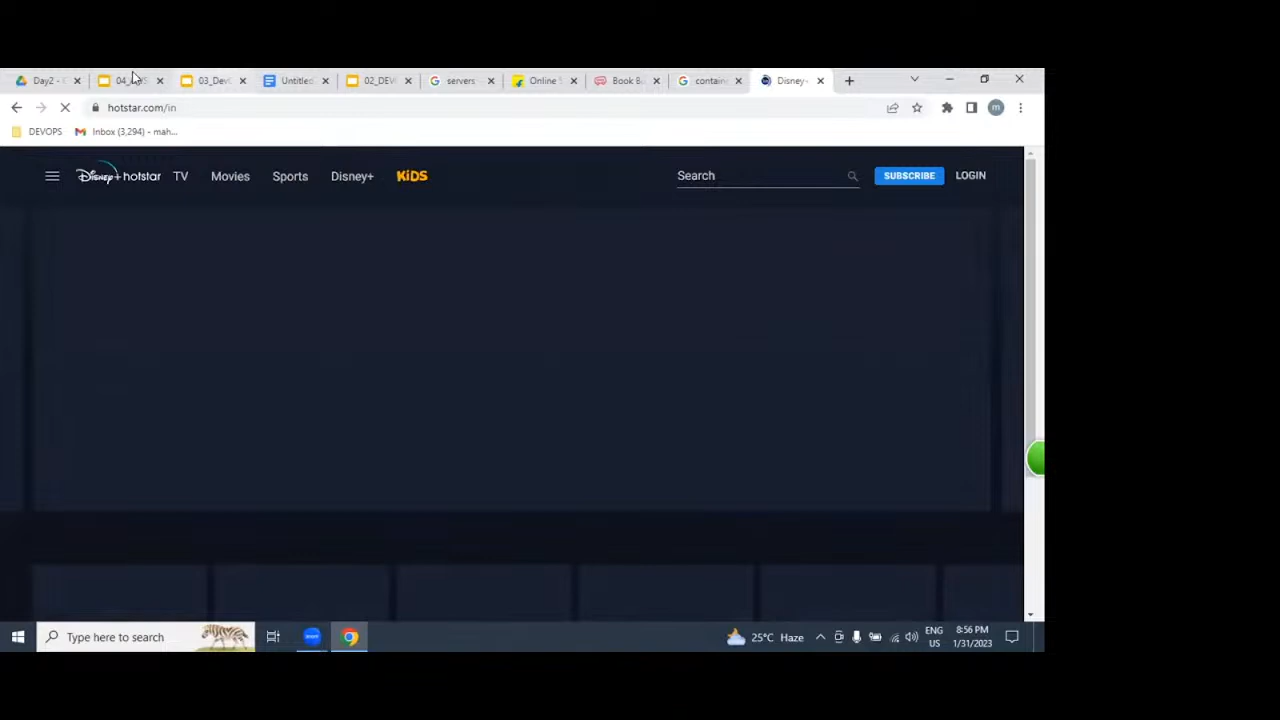 Day2 - 04_ 03_Dev Untitled 02_DEV servers Online S Book B contain Disney+
hotstar.com/in
DEVOPS Inbox (3,294) - mah...
Disney+ hotstar TV Movies Sports Disney+ KiDS Search SUBSCRIBE LOGIN
Type here to search zoom 25°C Haze ENG 8:56 PM
US 1/31/2023